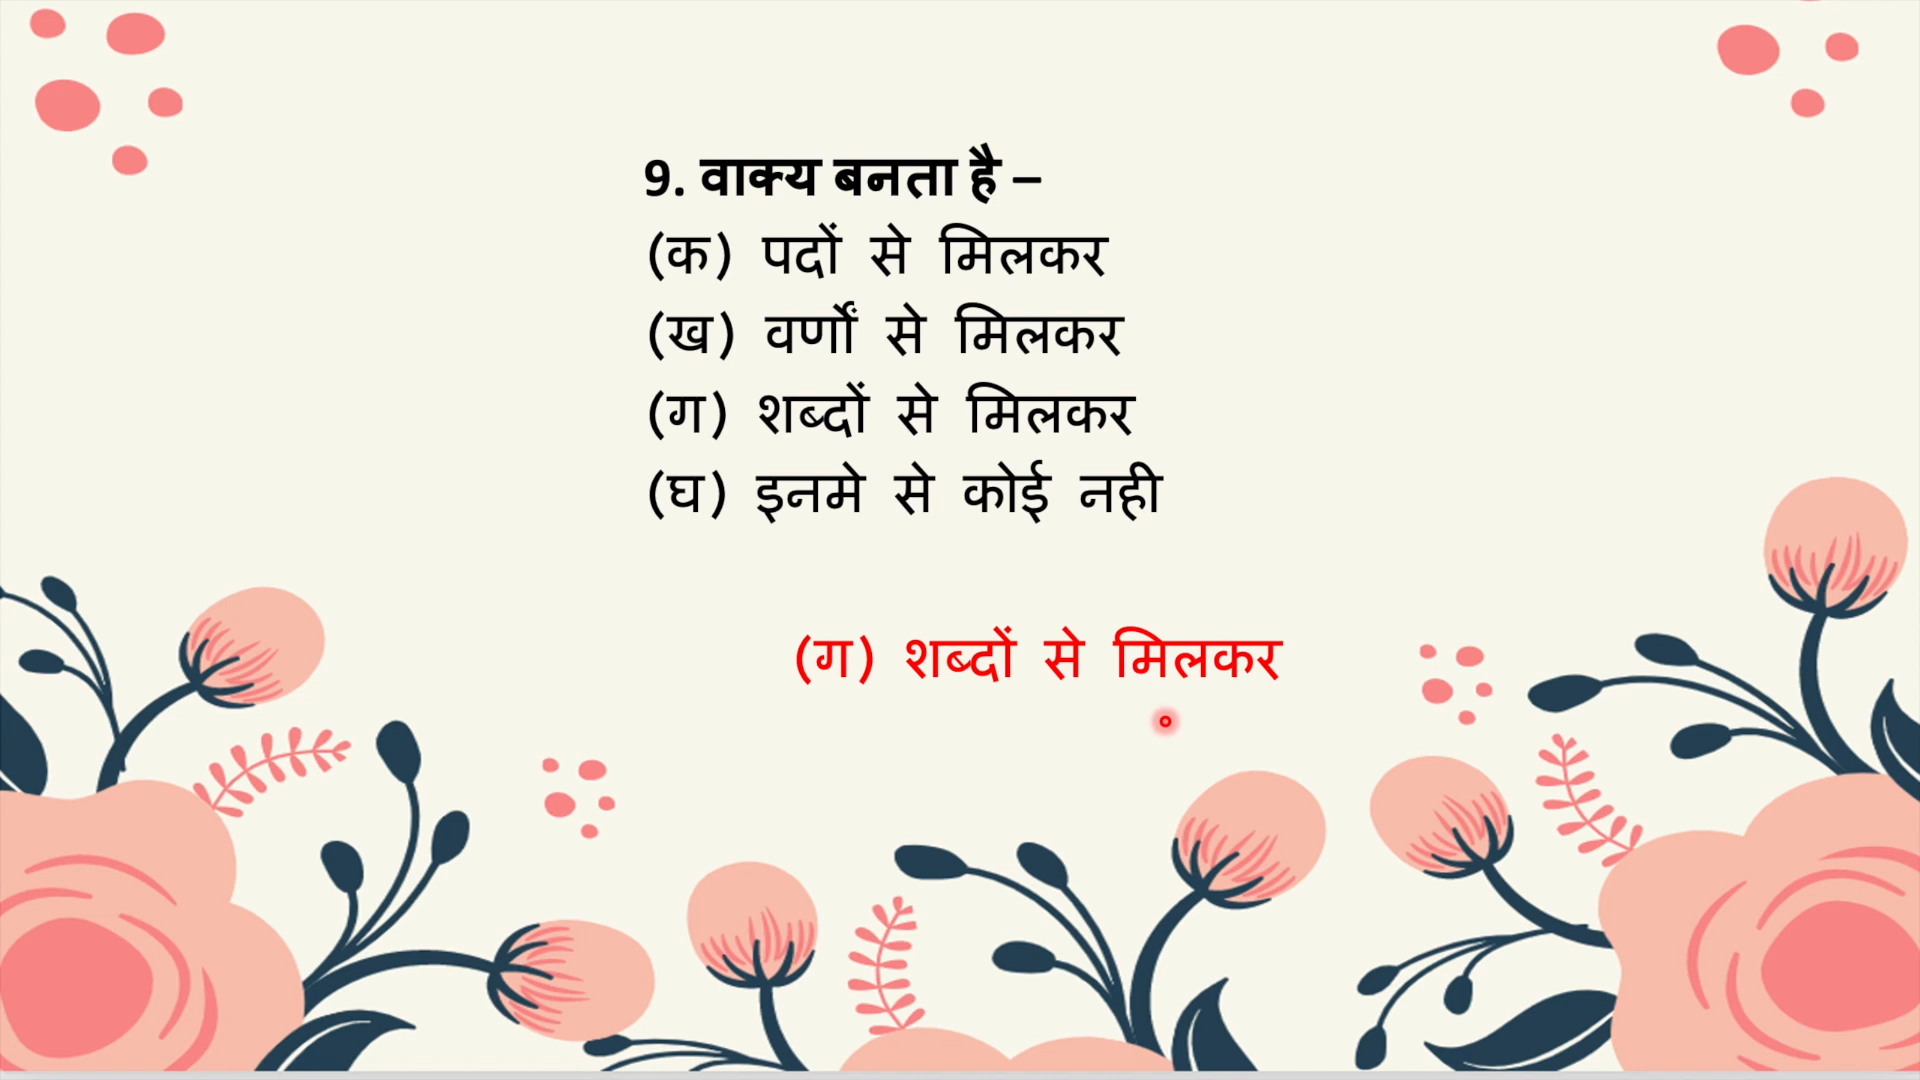 9. वाक्य बनता है –
(क) पदों से मिलकर
(ख) वर्णों से मिलकर
(ग) शब्दों से मिलकर
(घ) इनमे से कोई नही
(ग) शब्दों से मिलकर